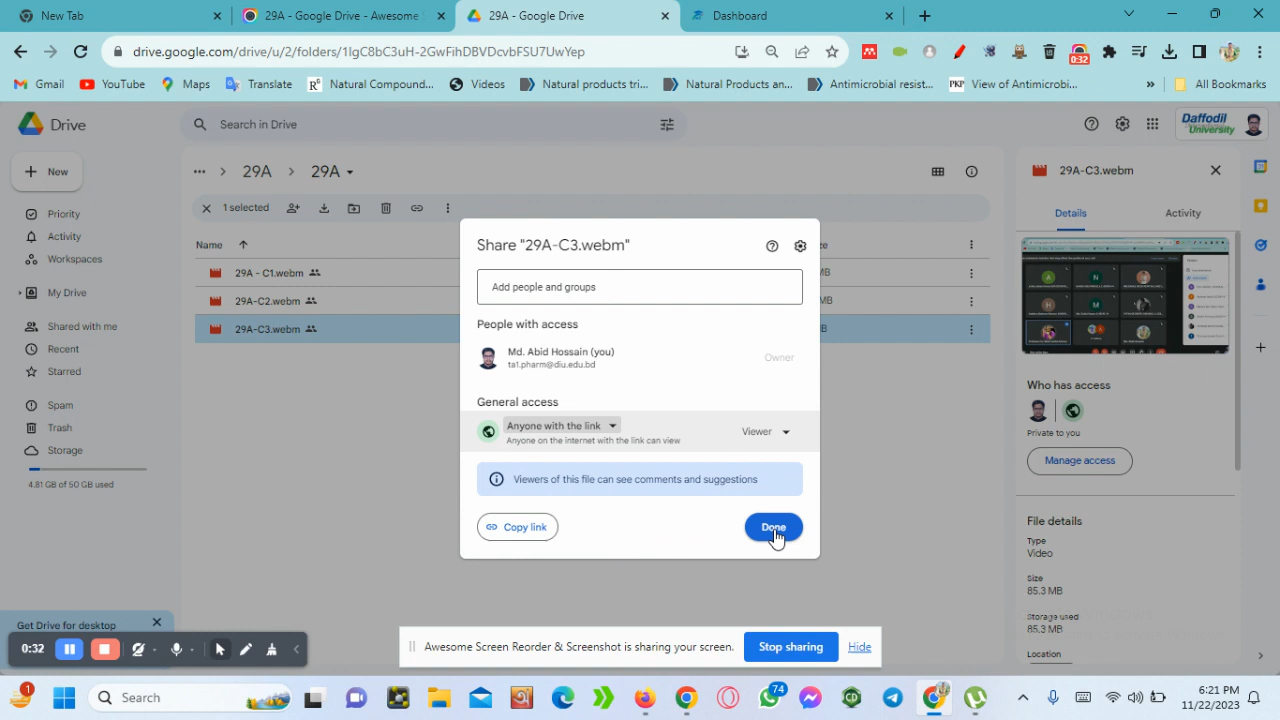 New Tab
29A - Google Drive - Awesome
29A - Google Drive
Dashboard
drive.google.com/drive/u/2/folders/1IgC8bC3uH-2GwFihDBVDcvbFSU7UwYep
0:32
Gmail
YouTube
Maps
Translate
Natural Compound...
Videos
Natural products tri...
Natural Products an...
Antimicrobial resist...
PKP
View of Antimicrobi...
All Bookmarks
Drive
Search in Drive
Daffodil
University
New
29A
29A
29A-C3.webm
1 selected
Details
Activity
Priority
Activity
Workspaces
My Drive
Shared with me
Recent
Starred
Spam
Trash
Storage
4.81 GB of 50 GB used
Name
29A - C1.webm
29A-C2.webm
29A-C3.webm
Share "29A-C3.webm"
Add people and groups
People with access
Md. Abid Hossain (you)
ta1.pharm@diu.edu.bd
Owner
General access
Anyone with the link
Anyone on the internet with the link can view
Viewer
Viewers of this file can see comments and suggestions
Copy link
Done
Who has access
Private to you
Manage access
File details
Type
Video
Size
85.3 MB
Storage used
85.3 MB
Location
Get Drive for desktop
0:32
Awesome Screen Reorder & Screenshot is sharing your screen.
Stop sharing
Hide
1
Search
74
6:21 PM
11/22/2023